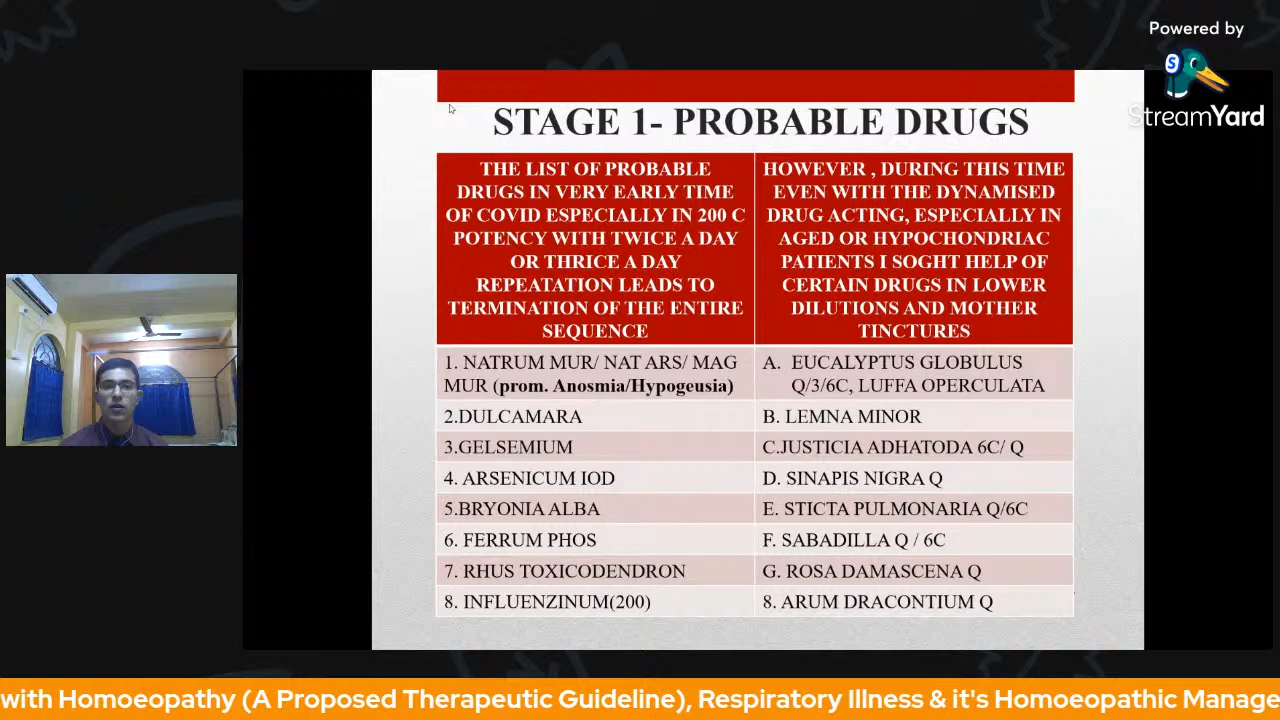 Powered by
S
StreamYard
STAGE 1- PROBABLE DRUGS
THE LIST OF PROBABLE
DRUGS IN VERY EARLY TIME
OF COVID ESPECIALLY IN 200 C
POTENCY WITH TWICE A DAY
OR THRICE A DAY
REPEATATION LEADS TO
TERMINATION OF THE ENTIRE
SEQUENCE
HOWEVER , DURING THIS TIME
EVEN WITH THE DYNAMISED
DRUG ACTING, ESPECIALLY IN
AGED OR HYPOCHONDRIAC
PATIENTS I SOGHT HELP OF
CERTAIN DRUGS IN LOWER
DILUTIONS AND MOTHER
TINCTURES
1. NATRUM MUR/ NAT ARS/ MAG
MUR (prom. Anosmia/Hypogeusia)
A. EUCALYPTUS GLOBULUS
Q/3/6C, LUFFA OPERCULATA
2.DULCAMARA
B. LEMNA MINOR
3.GELSEMIUM
C.JUSTICIA ADHATODA 6C/ Q
4. ARSENICUM IOD
D. SINAPIS NIGRA Q
5.BRYONIA ALBA
E. STICTA PULMONARIA Q/6C
6. FERRUM PHOS
F. SABADILLA Q / 6C
7. RHUS TOXICODENDRON
G. ROSA DAMASCENA Q
8. INFLUENZINUM(200)
8. ARUM DRACONTIUM Q
with Homoeopathy (A Proposed Therapeutic Guideline), Respiratory Illness & it's Homoeopathic Manage